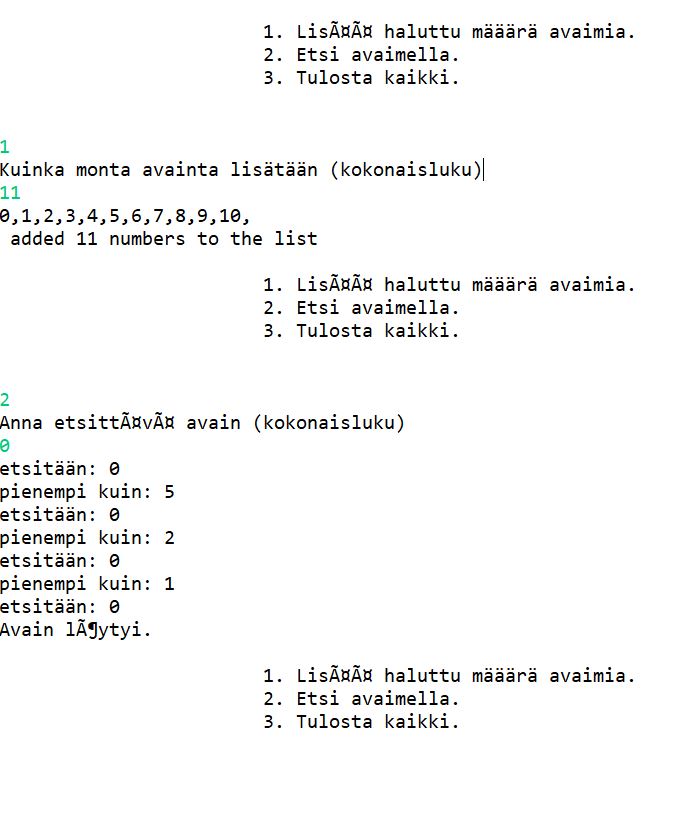 1. LisÃ¤Ã¤ haluttu määärä avaimia.
2. Etsi avaimella.
3. Tulosta kaikki.
1
Kuinka monta avainta lisätään (kokonaisluku)
11
0,1,2,3,4,5,6,7,8,9,10,
added 11 numbers to the list
1. LisÃ¤Ã¤ haluttu määärä avaimia.
2. Etsi avaimella.
3. Tulosta kaikki.
2
Anna etsittÃ¤vÃ¤ avain (kokonaisluku)
0
etsitään: 0
pienempi kuin: 5
etsitään: 0
pienempi kuin: 2
etsitään: 0
pienempi kuin: 1
etsitään: 0
Avain lÃ¶ytyi.
1. LisÃ¤Ã¤ haluttu määärä avaimia.
2. Etsi avaimella.
3. Tulosta kaikki.